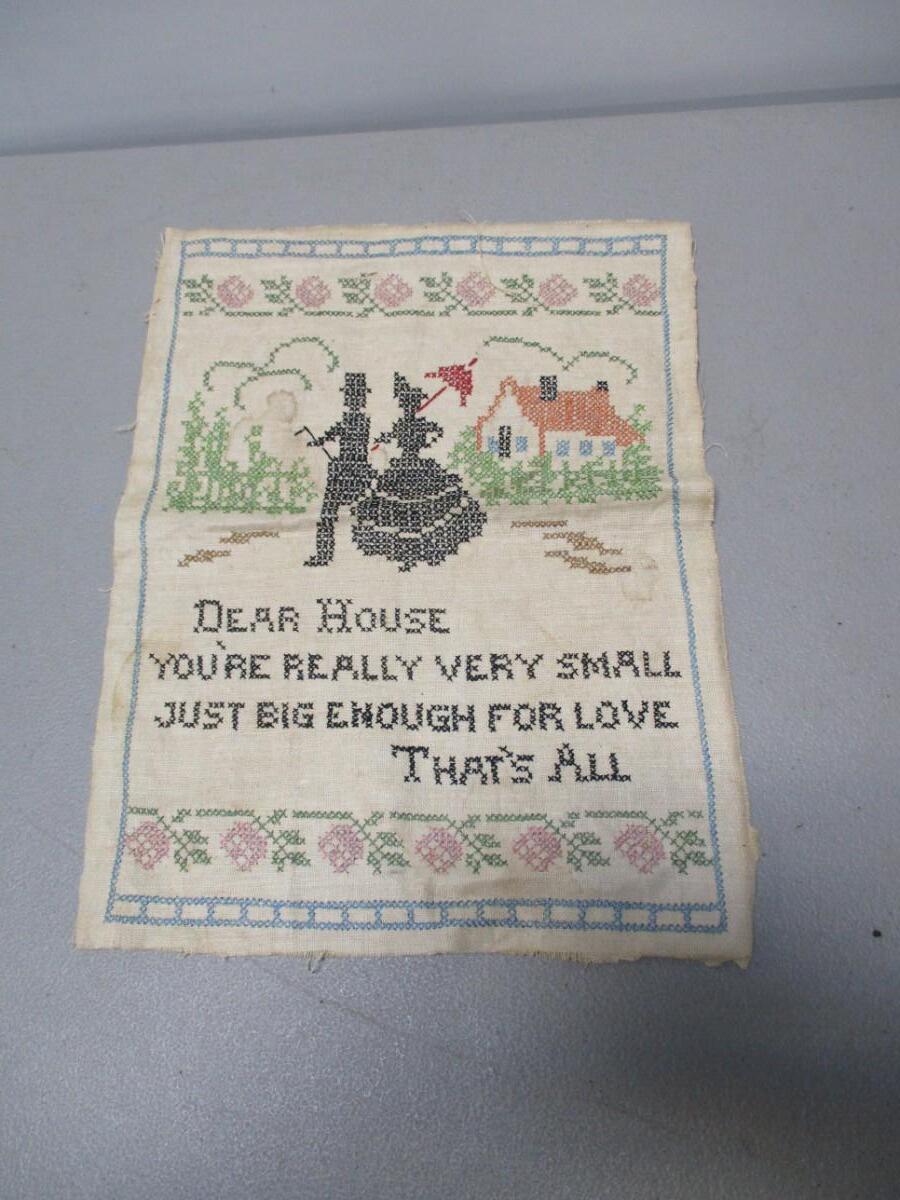 DEAR HOUSE
YOU'RE REALLY VERY SMALL
JUST BIG ENOUGH FOR LOVE
THAT'S ALL